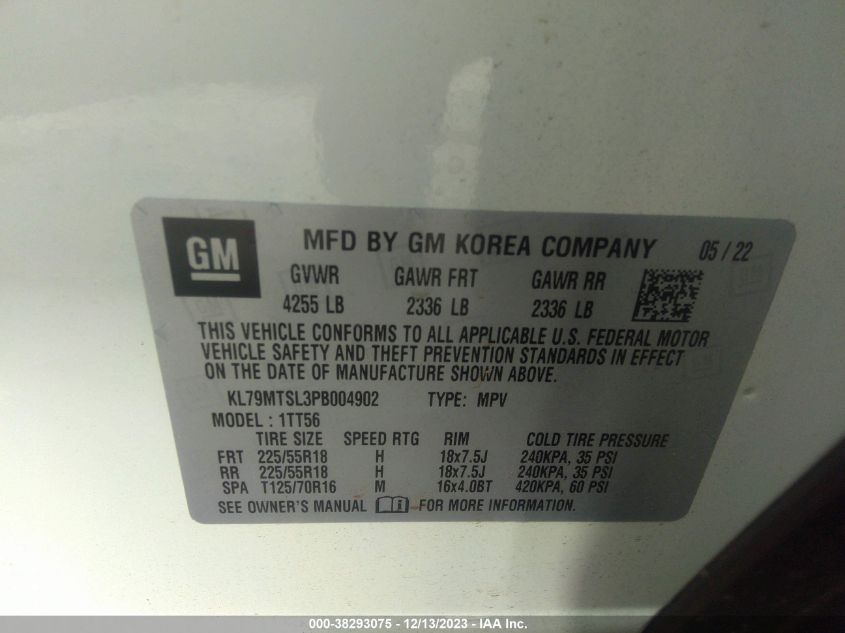 GM MFD BY GM KOREA COMPANY 05 / 22
GVWR GAWR FRT GAWR RR
4255 LB 2336 LB 2336 LB
THIS VEHICLE CONFORMS TO ALL APPLICABLE U.S. FEDERAL MOTOR
VEHICLE SAFETY AND THEFT PREVENTION STANDARDS IN EFFECT
ON THE DATE OF MANUFACTURE SHOWN ABOVE.
KL79MTSL3PB004902 TYPE: MPV
MODEL : 1TT56
TIRE SIZE SPEED RTG RIM COLD TIRE PRESSURE
FRT 225/55R18 H 18x7.5J 240KPA, 35 PSI
RR 225/55R18 H 18x7.5J 240KPA, 35 PSI
SPA T125/70R16 M 16x4.0BT 420KPA, 60 PSI
SEE OWNER'S MANUAL FOR MORE INFORMATION.
000-38293075 - 12/13/2023 - IAA Inc.